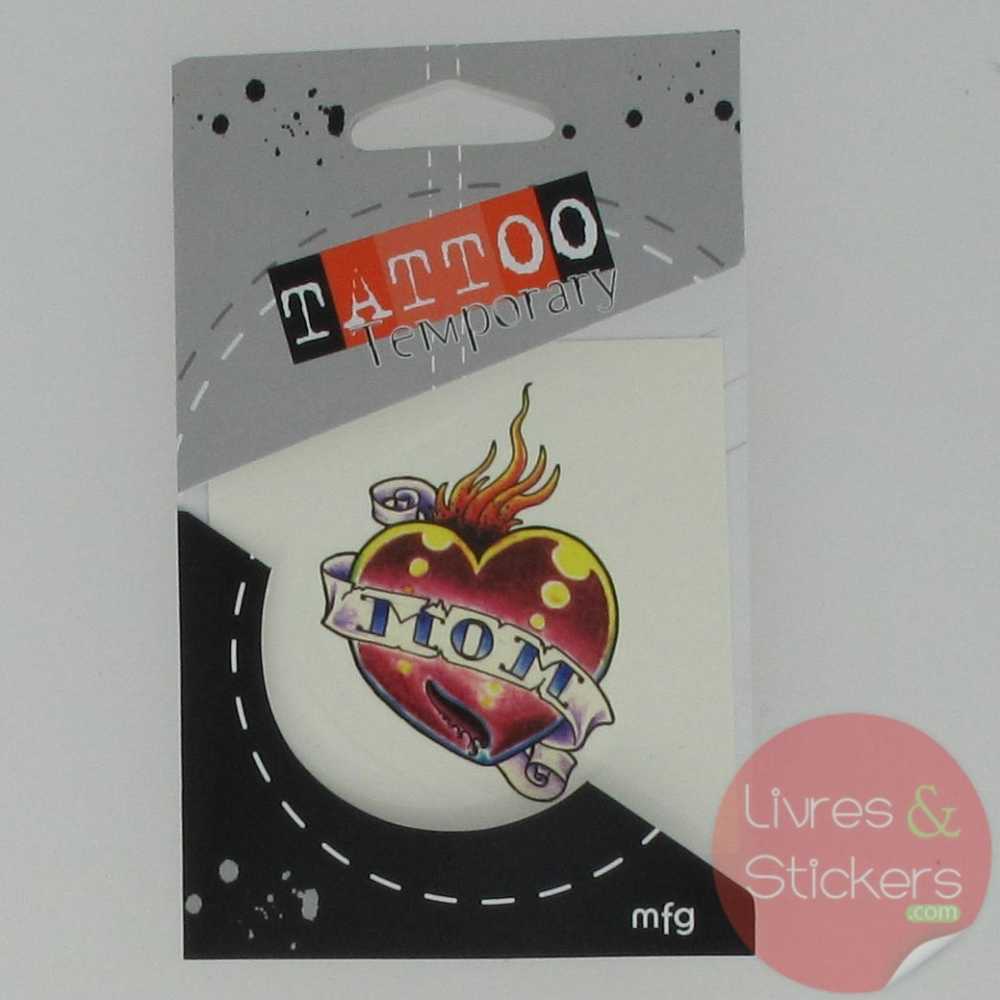 TATTOO
Temporary
MOM
mfg
Livres &
Stickers
.com